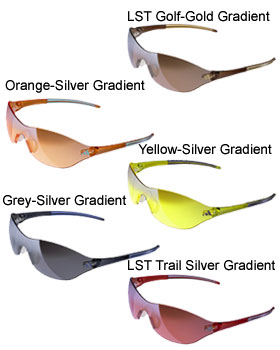 LST Golf-Gold Gradient
Orange-Silver Gradient
Yellow-Silver Gradient
Grey-Silver Gradient
LST Trail Silver Gradient